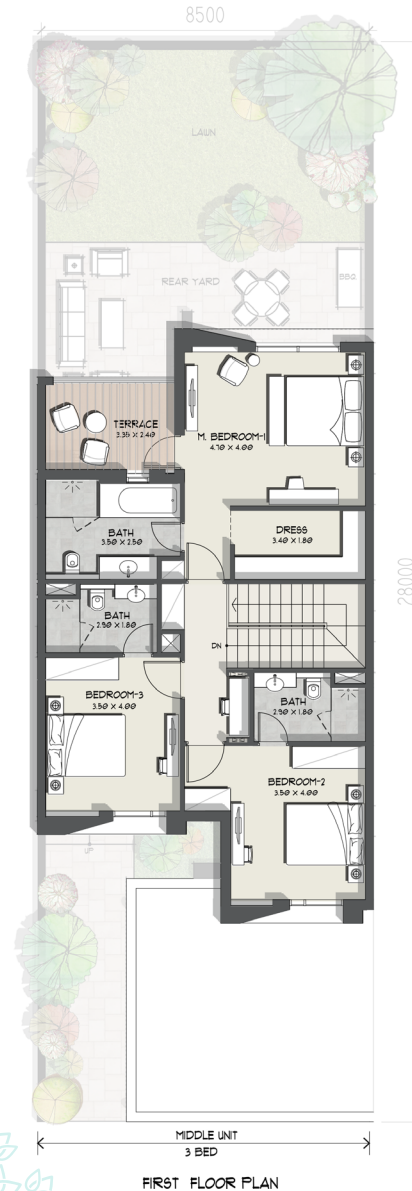 8500
LAWN
REAR YARD
BBQ
TERRACE
3.35 X 2.40
M. BEDROOM-1
4.70 X 4.00
BATH
3.50 X 2.50
DRESS
3.40 X 1.80
28000
BATH
2.50 X 1.80
DN
BEDROOM-3
3.50 X 4.00
BATH
2.50 X 1.80
BEDROOM-2
3.50 X 4.00
UP
MIDDLE UNIT
3 BED
FIRST FLOOR PLAN